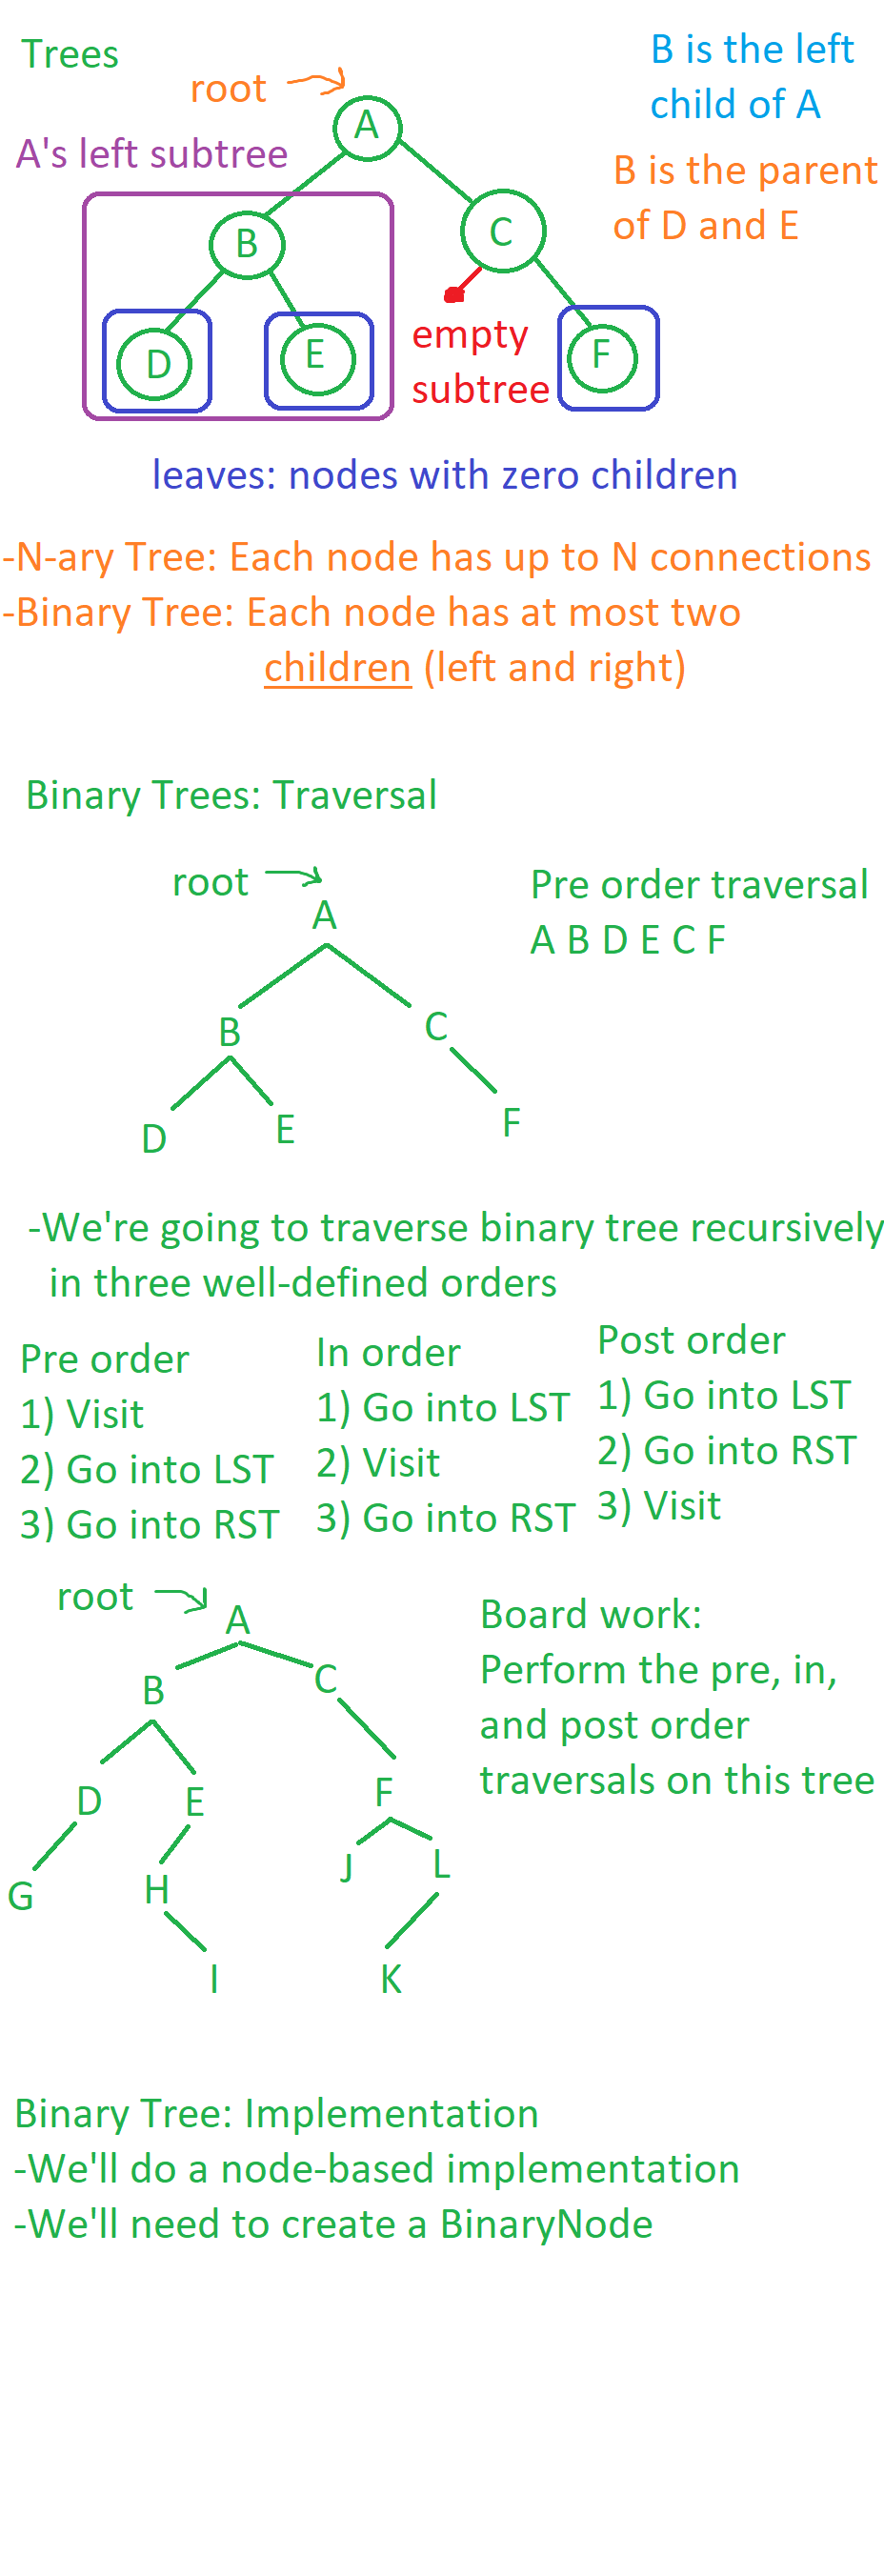 Trees
root
B is the left
child of A
A
A's left subtree
B is the parent
of D and E
B
C
D
E
empty
subtree
F
leaves: nodes with zero children
-N-ary Tree: Each node has up to N connections
-Binary Tree: Each node has at most two
children (left and right)
Binary Trees: Traversal
root
A
Pre order traversal
A B D E C F
B
C
D
E
F
-We're going to traverse binary tree recursively
in three well-defined orders
Pre order
1) Visit
2) Go into LST
3) Go into RST
In order
1) Go into LST
2) Visit
3) Go into RST
Post order
1) Go into LST
2) Go into RST
3) Visit
root
A
B
C
D
E
F
G
H
J
L
I
K
Board work:
Perform the pre, in,
and post order
traversals on this tree
Binary Tree: Implementation
-We'll do a node-based implementation
-We'll need to create a BinaryNode